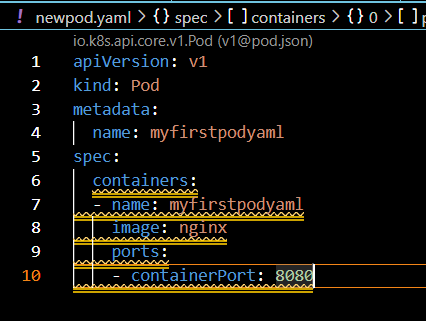 ! newpod.yaml > {} spec > [ ] containers > {} 0 > [ ] p
io.k8s.api.core.v1.Pod (v1@pod.json)
1 apiVersion: v1
2 kind: Pod
3 metadata:
4   name: myfirstpodyaml
5 spec:
6   containers:
7   - name: myfirstpodyaml
8     image: nginx
9     ports:
10     - containerPort: 8080